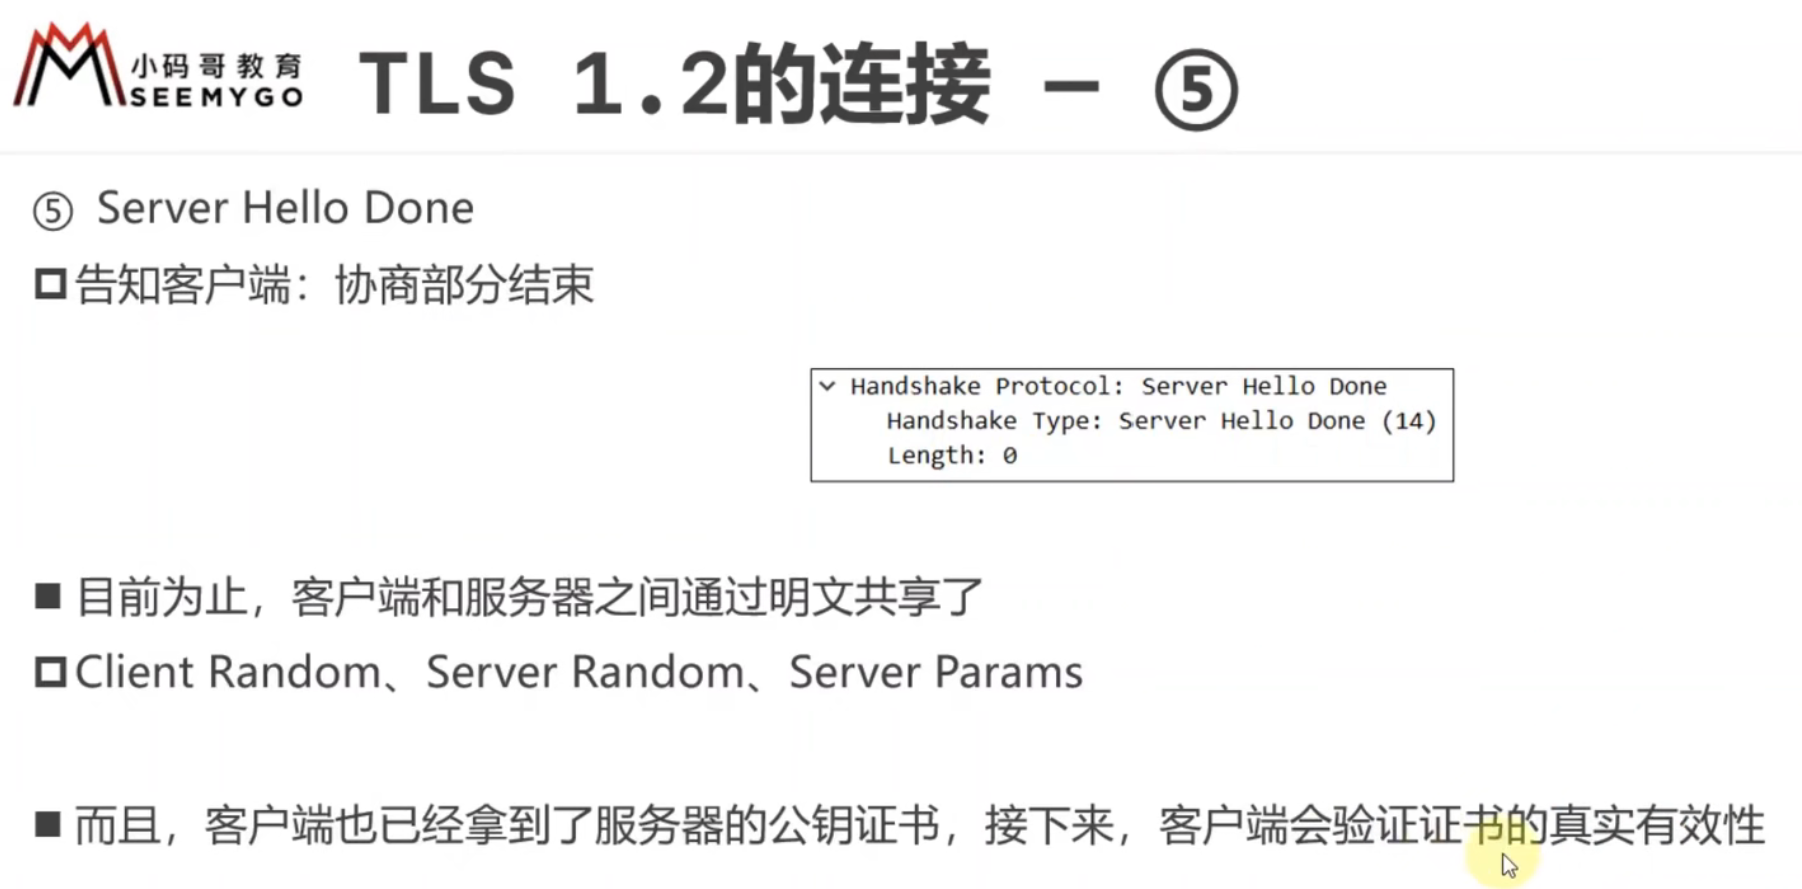 小码哥教育
SEEMYGO
TLS 1.2的连接 – ⑤
⑤ Server Hello Done
告知客户端：协商部分结束
Handshake Protocol: Server Hello Done
Handshake Type: Server Hello Done (14)
Length: 0
目前为止，客户端和服务器之间通过明文共享了
Client Random、Server Random、Server Params
而且，客户端也已经拿到了服务器的公钥证书，接下来，客户端会验证证书的真实有效性